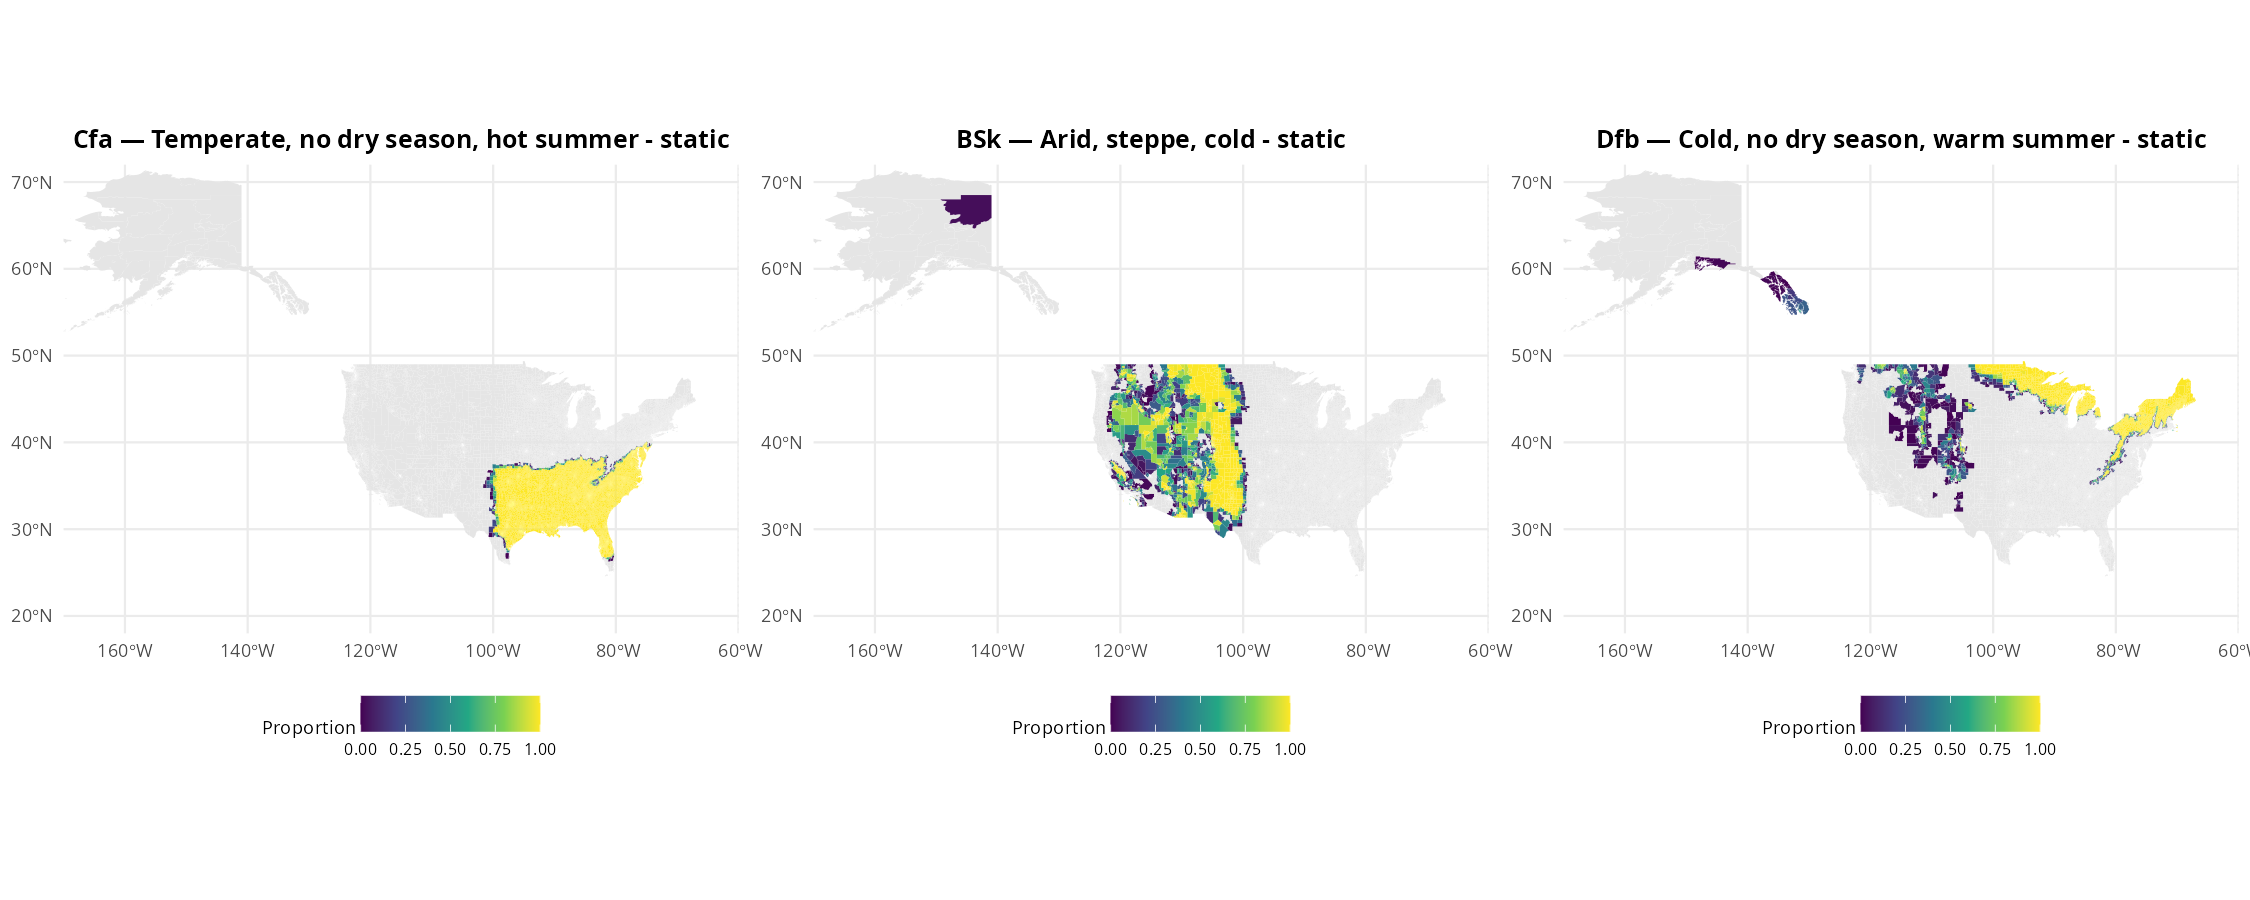 Cfa — Temperate, no dry season, hot summer - static
70°N
60°N
50°N
40°N
30°N
20°N
160°W 140°W 120°W 100°W 80°W 60°W
Proportion
0.00 0.25 0.50 0.75 1.00
BSk — Arid, steppe, cold - static
70°N
60°N
50°N
40°N
30°N
20°N
160°W 140°W 120°W 100°W 80°W 60°W
Proportion
0.00 0.25 0.50 0.75 1.00
Dfb — Cold, no dry season, warm summer - static
70°N
60°N
50°N
40°N
30°N
20°N
160°W 140°W 120°W 100°W 80°W 60°W
Proportion
0.00 0.25 0.50 0.75 1.00